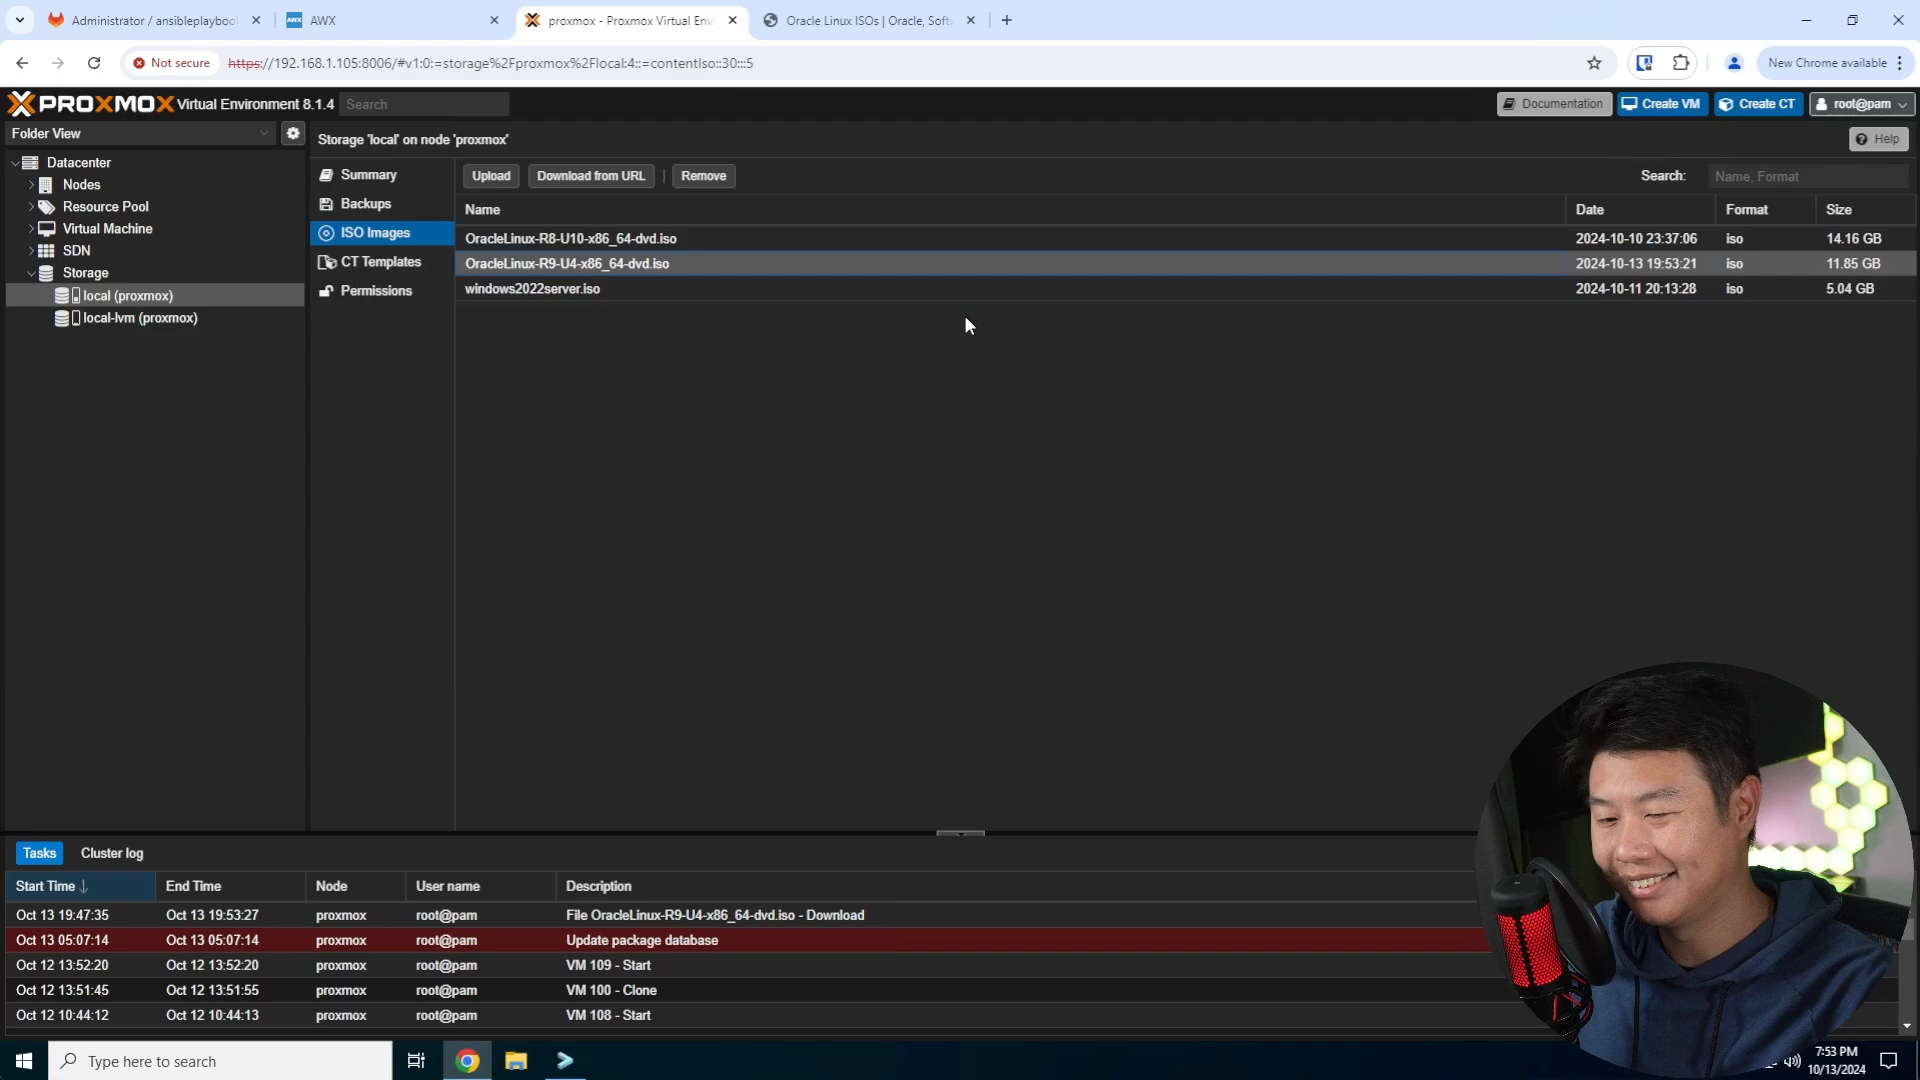 Administrator / ansibleplaybook
AWX
AWX
proxmox - Proxmox Virtual Env
Oracle Linux ISOs | Oracle, Soft
Not secure
https://192.168.1.105:8006/#v1:0:=storage%2Fproxmox%2Flocal:4::=contentIso::30:::5
New Chrome available
PROXMOX Virtual Environment 8.1.4
Search
Documentation
Create VM
Create CT
root@pam
Folder View
Storage 'local' on node 'proxmox'
Help
Datacenter
Nodes
Resource Pool
Virtual Machine
SDN
Storage
local (proxmox)
local-lvm (proxmox)
Summary
Backups
ISO Images
CT Templates
Permissions
Upload
Download from URL
Remove
Search:
Name, Format
Name Date Format Size
OracleLinux-R8-U10-x86_64-dvd.iso 2024-10-10 23:37:06 iso 14.16 GB
OracleLinux-R9-U4-x86_64-dvd.iso 2024-10-13 19:53:21 iso 11.85 GB
windows2022server.iso 2024-10-11 20:13:28 iso 5.04 GB
Tasks
Cluster log
Start Time End Time Node User name Description
Oct 13 19:47:35 Oct 13 19:53:27 proxmox root@pam File OracleLinux-R9-U4-x86_64-dvd.iso - Download
Oct 13 05:07:14 Oct 13 05:07:14 proxmox root@pam Update package database
Oct 12 13:52:20 Oct 12 13:52:20 proxmox root@pam VM 109 - Start
Oct 12 13:51:45 Oct 12 13:51:55 proxmox root@pam VM 100 - Clone
Oct 12 10:44:12 Oct 12 10:44:13 proxmox root@pam VM 108 - Start
Type here to search
7:53 PM
10/13/2024